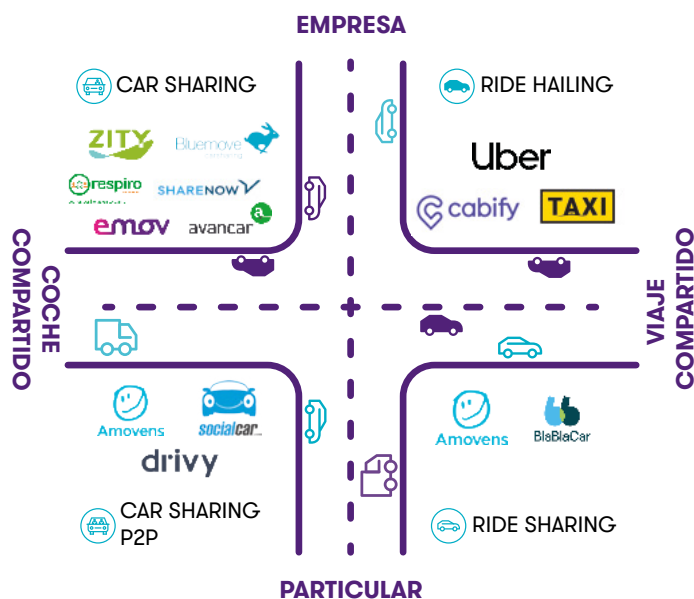 EMPRESA
CAR SHARING
RIDE HAILING
ZITY
Bluemove
respiro
SHARENOW
emov
avancar
a
Uber
cabify
TAXI
COCHE
COMPARTIDO
VIAJE
COMPARTIDO
Amovens
socialcar
drivy
Amovens
BlaBlaCar
CAR SHARING
P2P
RIDE SHARING
PARTICULAR